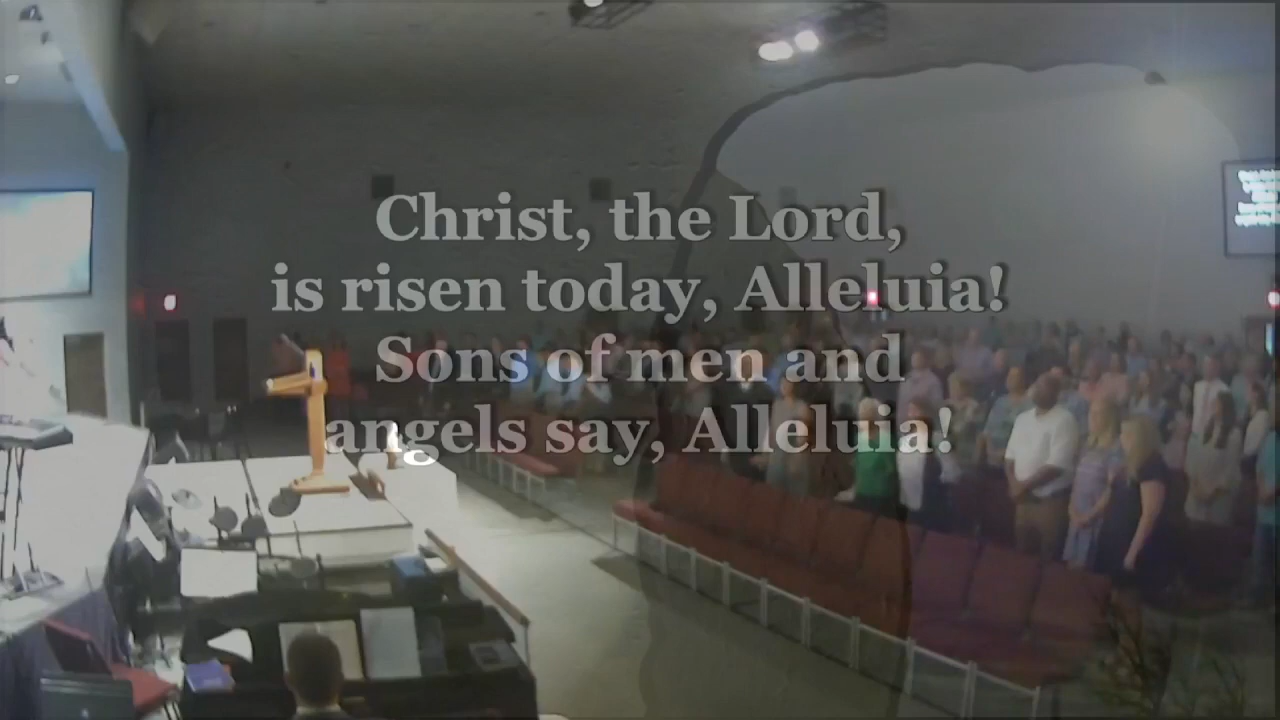 Christ, the Lord,
is risen today, Alleluia!
Sons of men and
angels say, Alleluia!